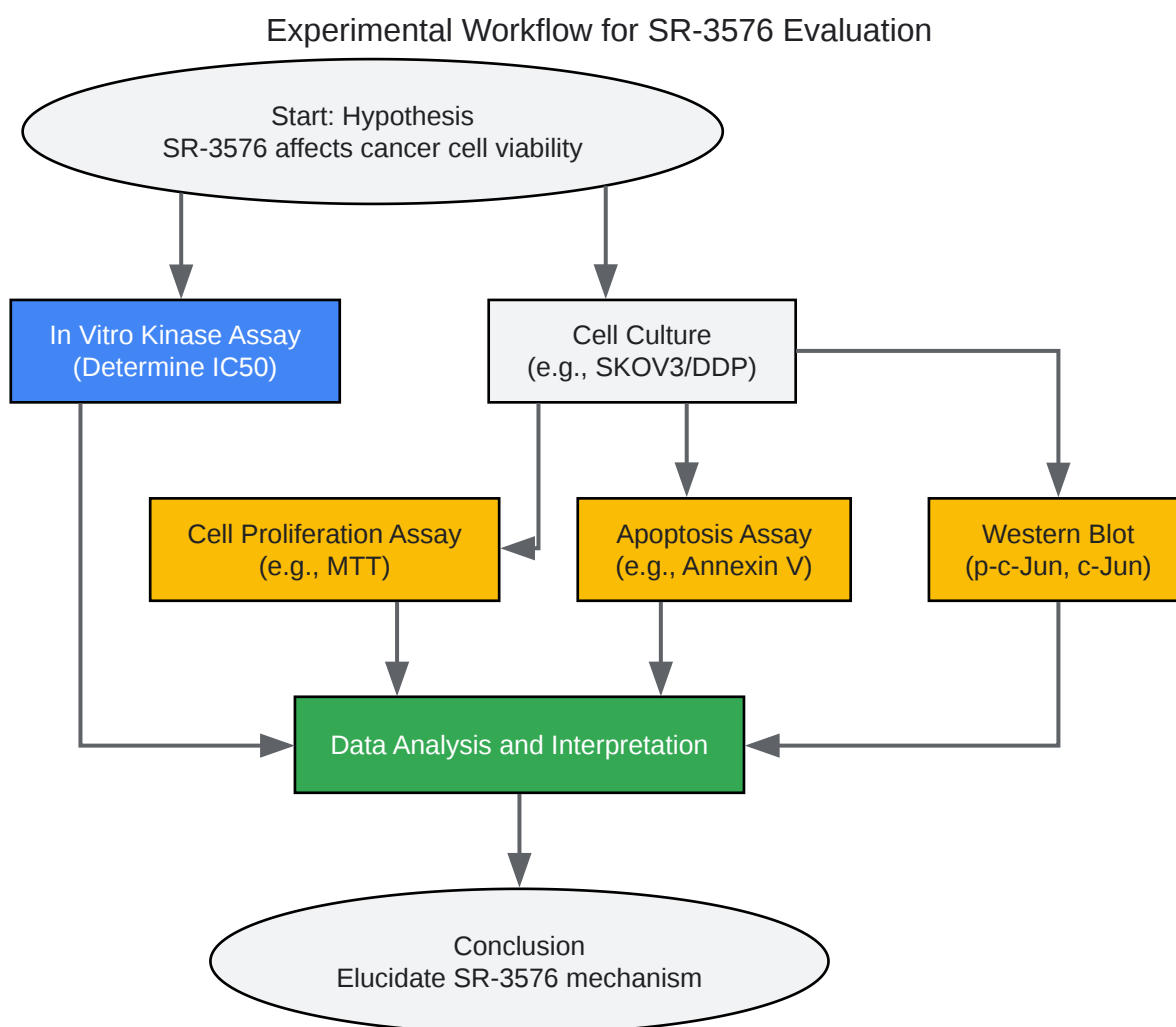 Experimental Workflow for SR-3576 Evaluation
Start: Hypothesis
SR-3576 affects cancer cell viability
In Vitro Kinase Assay
(Determine IC50)
Cell Culture
(e.g., SKOV3/DDP)
Cell Proliferation Assay
(e.g., MTT)
Apoptosis Assay
(e.g., Annexin V)
Western Blot
(p-c-Jun, c-Jun)
Data Analysis and Interpretation
Conclusion
Elucidate SR-3576 mechanism